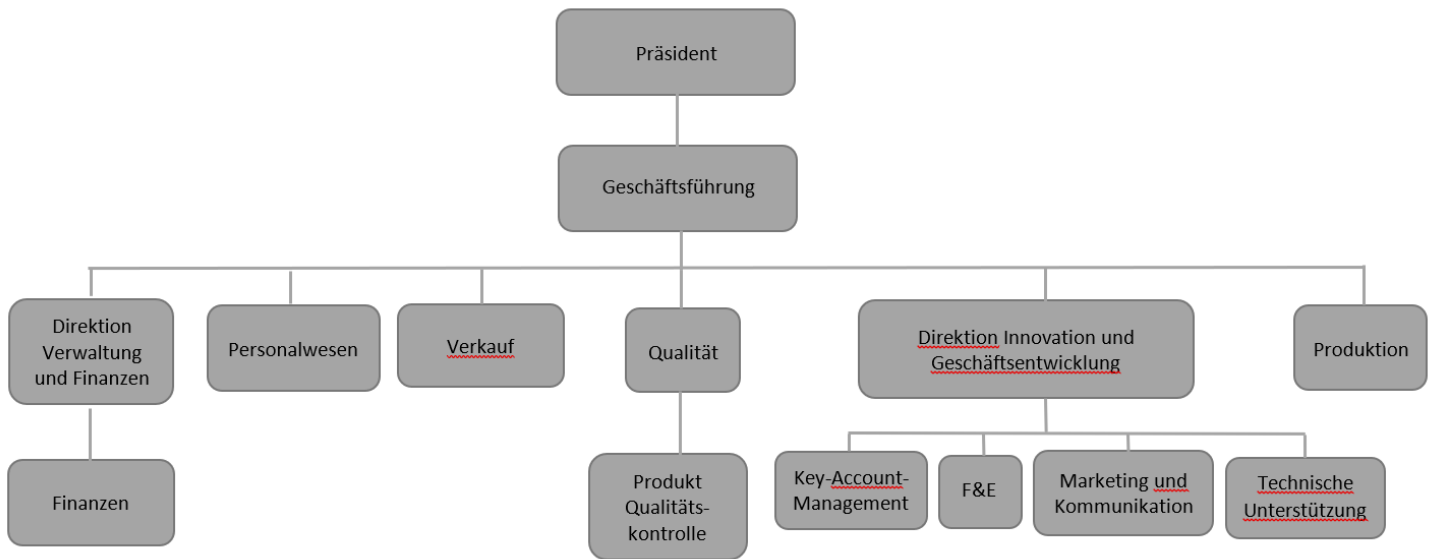 Präsident
Geschäftsführung
Direktion
Verwaltung
und Finanzen
Personalwesen
Verkauf
Qualität
Direktion Innovation und
Geschäftsentwicklung
Produktion
Finanzen
Produkt
Qualitäts-
kontrolle
Key-Account-
Management
F&E
Marketing und
Kommunikation
Technische
Unterstützung